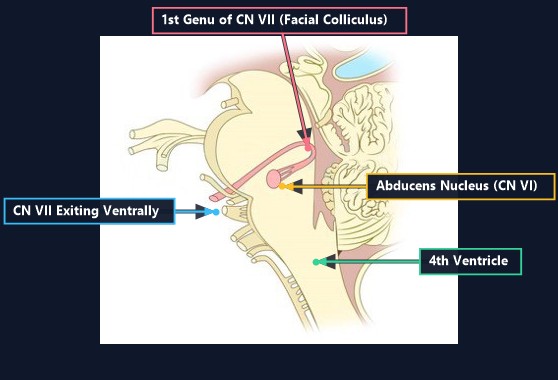 1st Genu of CN VII (Facial Colliculus)
Abducens Nucleus (CN VI)
CN VII Exiting Ventrally
4th Ventricle